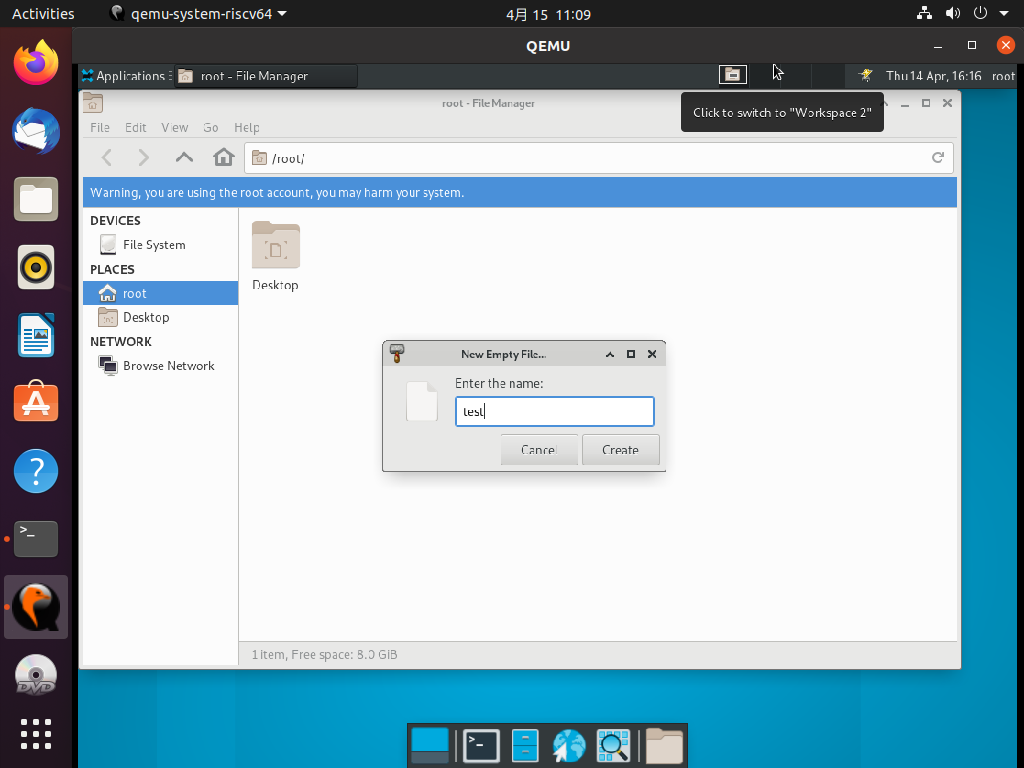 Activities
qemu-system-riscv64
4月 15 11:09
QEMU
Applications
root - File Manager
Thu 14 Apr, 16:16
root
root - File Manager
Click to switch to "Workspace 2"
File Edit View Go Help
/root/
Warning, you are using the root account, you may harm your system.
DEVICES
File System
PLACES
root
Desktop
NETWORK
Browse Network
Desktop
New Empty File...
Enter the name:
test
Cancel
Create
1 item, Free space: 8.0 GiB
DVD